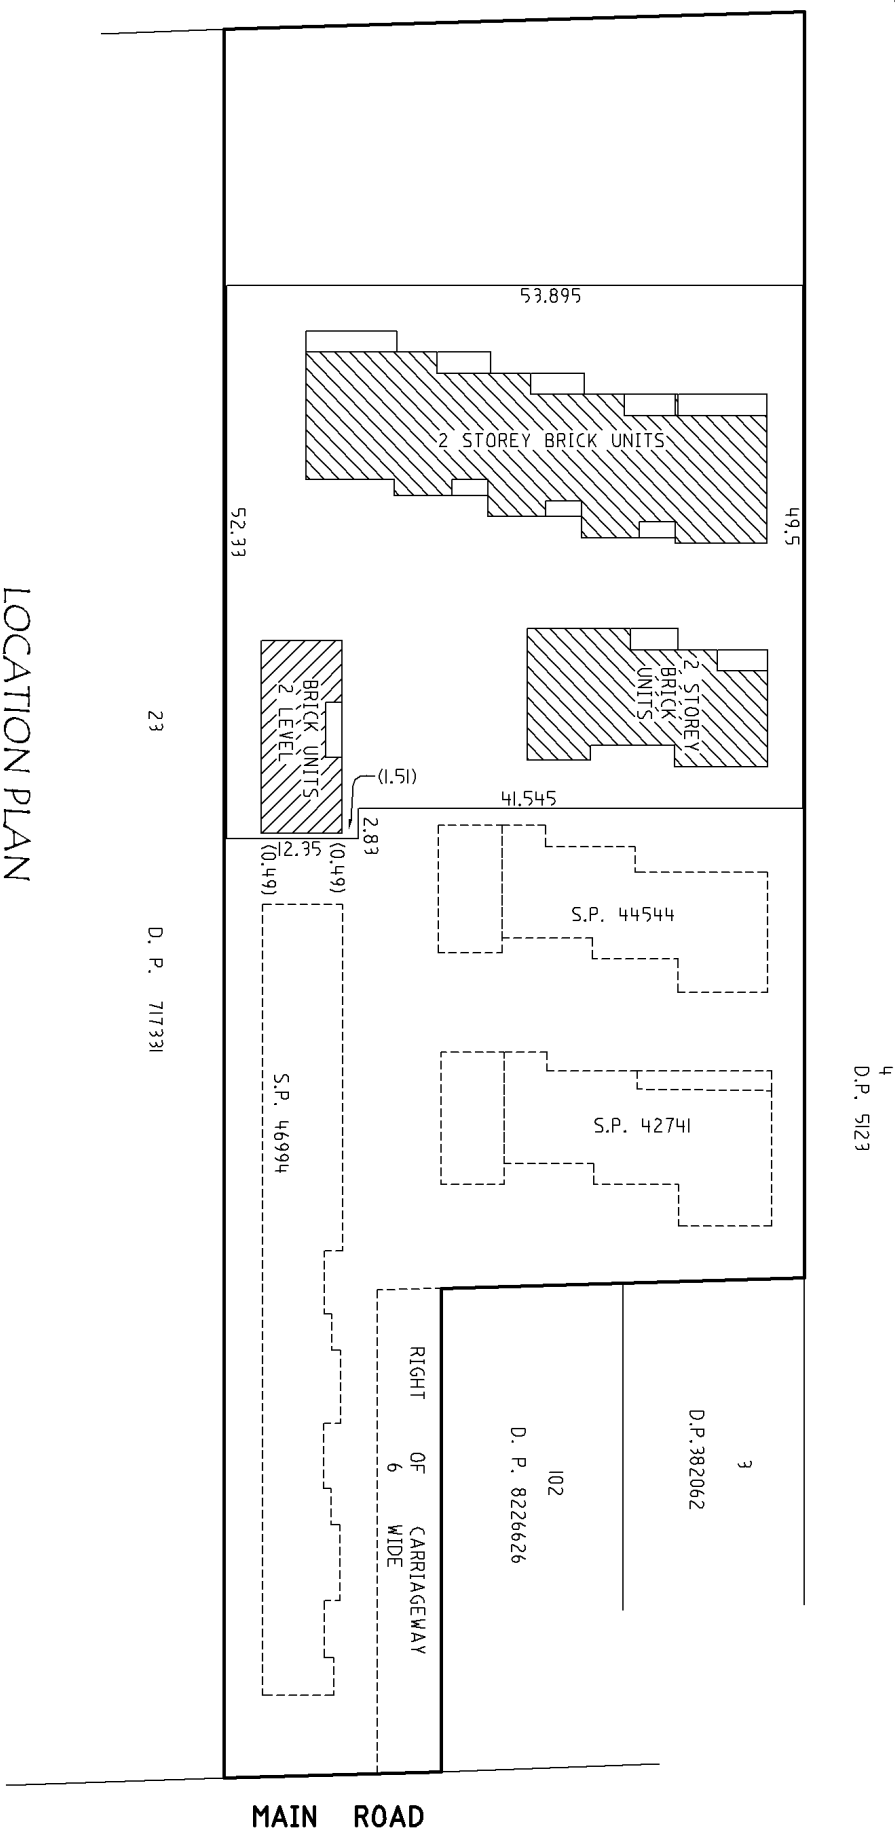 53.895
2 STOREY BRICK UNITS
52.33
49.5
2 STOREY
BRICK
UNITS
BRICK UNITS
2 LEVEL
(1.51)
41.545
2.83
12.35
(0.49)
(0.49)
S.P. 44544
S.P. 42741
S.P. 46994
23
D. P. 717331
4
D.P. 5123
3
D.P.382062
102
D. P. 8226626
RIGHT OF CARRIAGEWAY
6 WIDE
MAIN ROAD
LOCATION PLAN